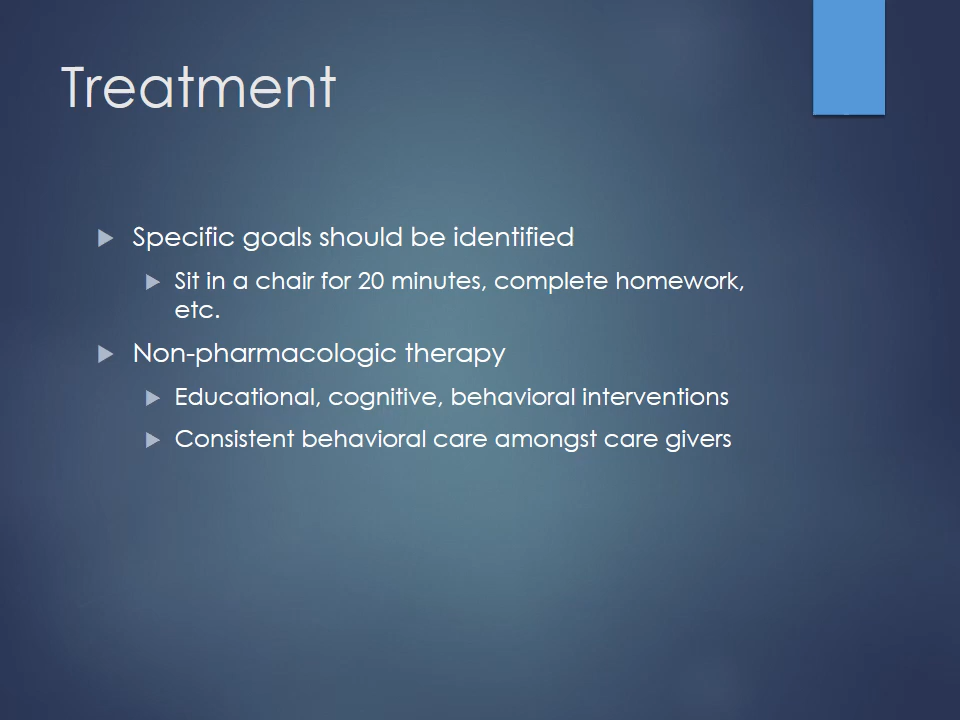 Treatment
Specific goals should be identified
Sit in a chair for 20 minutes, complete homework,
etc.
Non-pharmacologic therapy
Educational, cognitive, behavioral interventions
Consistent behavioral care amongst care givers